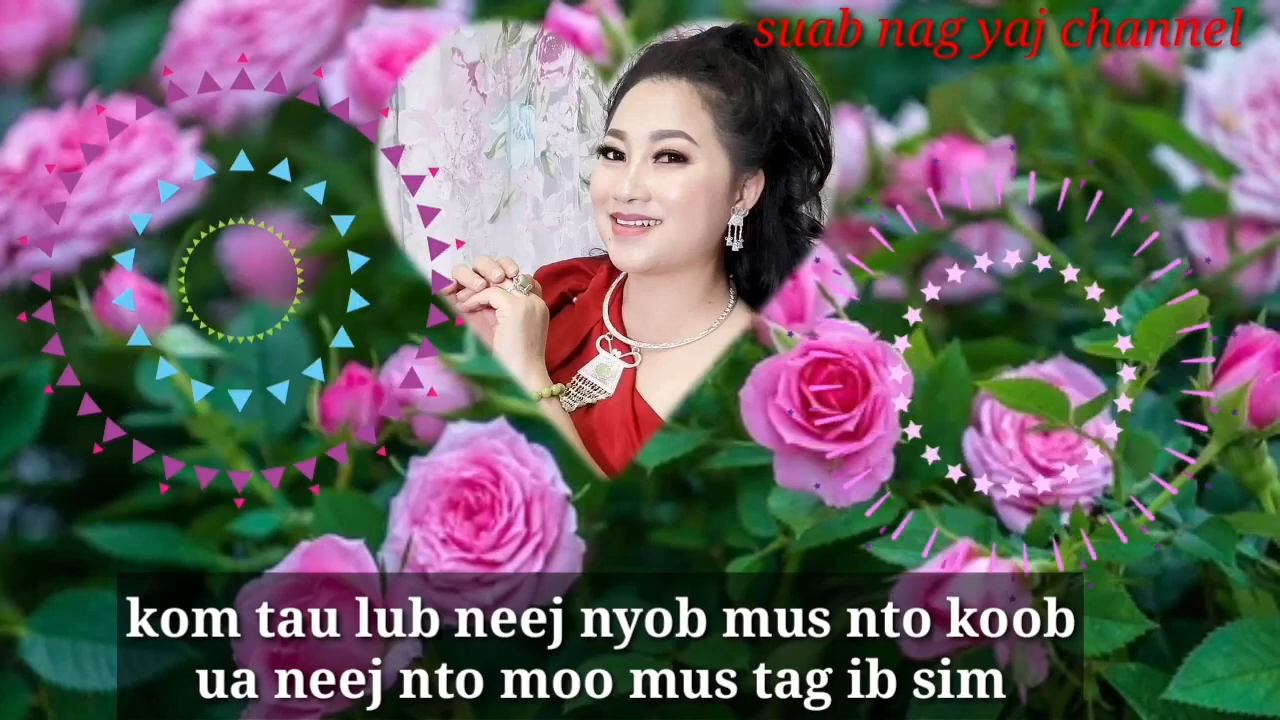 suab nag yaj channel
kom tau lub neej nyob mus nto koob
ua neej nto moo mus tag ib sim